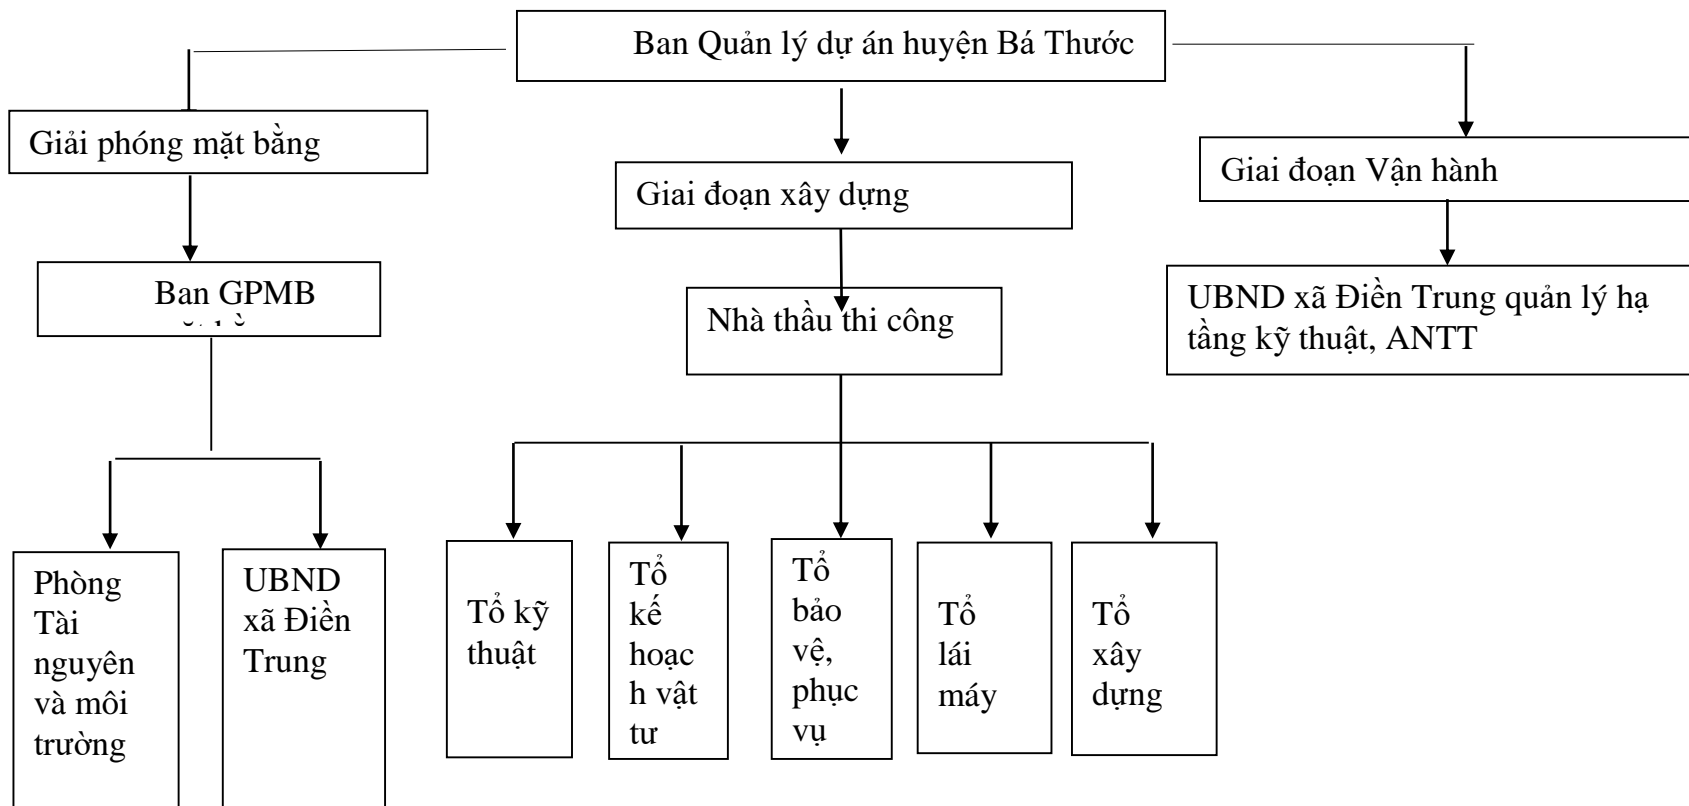 Ban Quản lý dự án huyện Bá Thước
Giải phóng mặt bằng
Giai đoạn xây dựng
Giai đoạn Vận hành
Ban GPMB
Nhà thầu thi công
UBND xã Điền Trung quản lý hạ
tầng kỹ thuật, ANTT
Phòng
Tài
nguyên
và môi
trường
UBND
xã Điền
Trung
Tổ kỹ
thuật
Tổ
kế
hoạc
h vật
tư
Tổ
bảo
vệ,
phục
vụ
Tổ
lái
máy
Tổ
xây
dựng